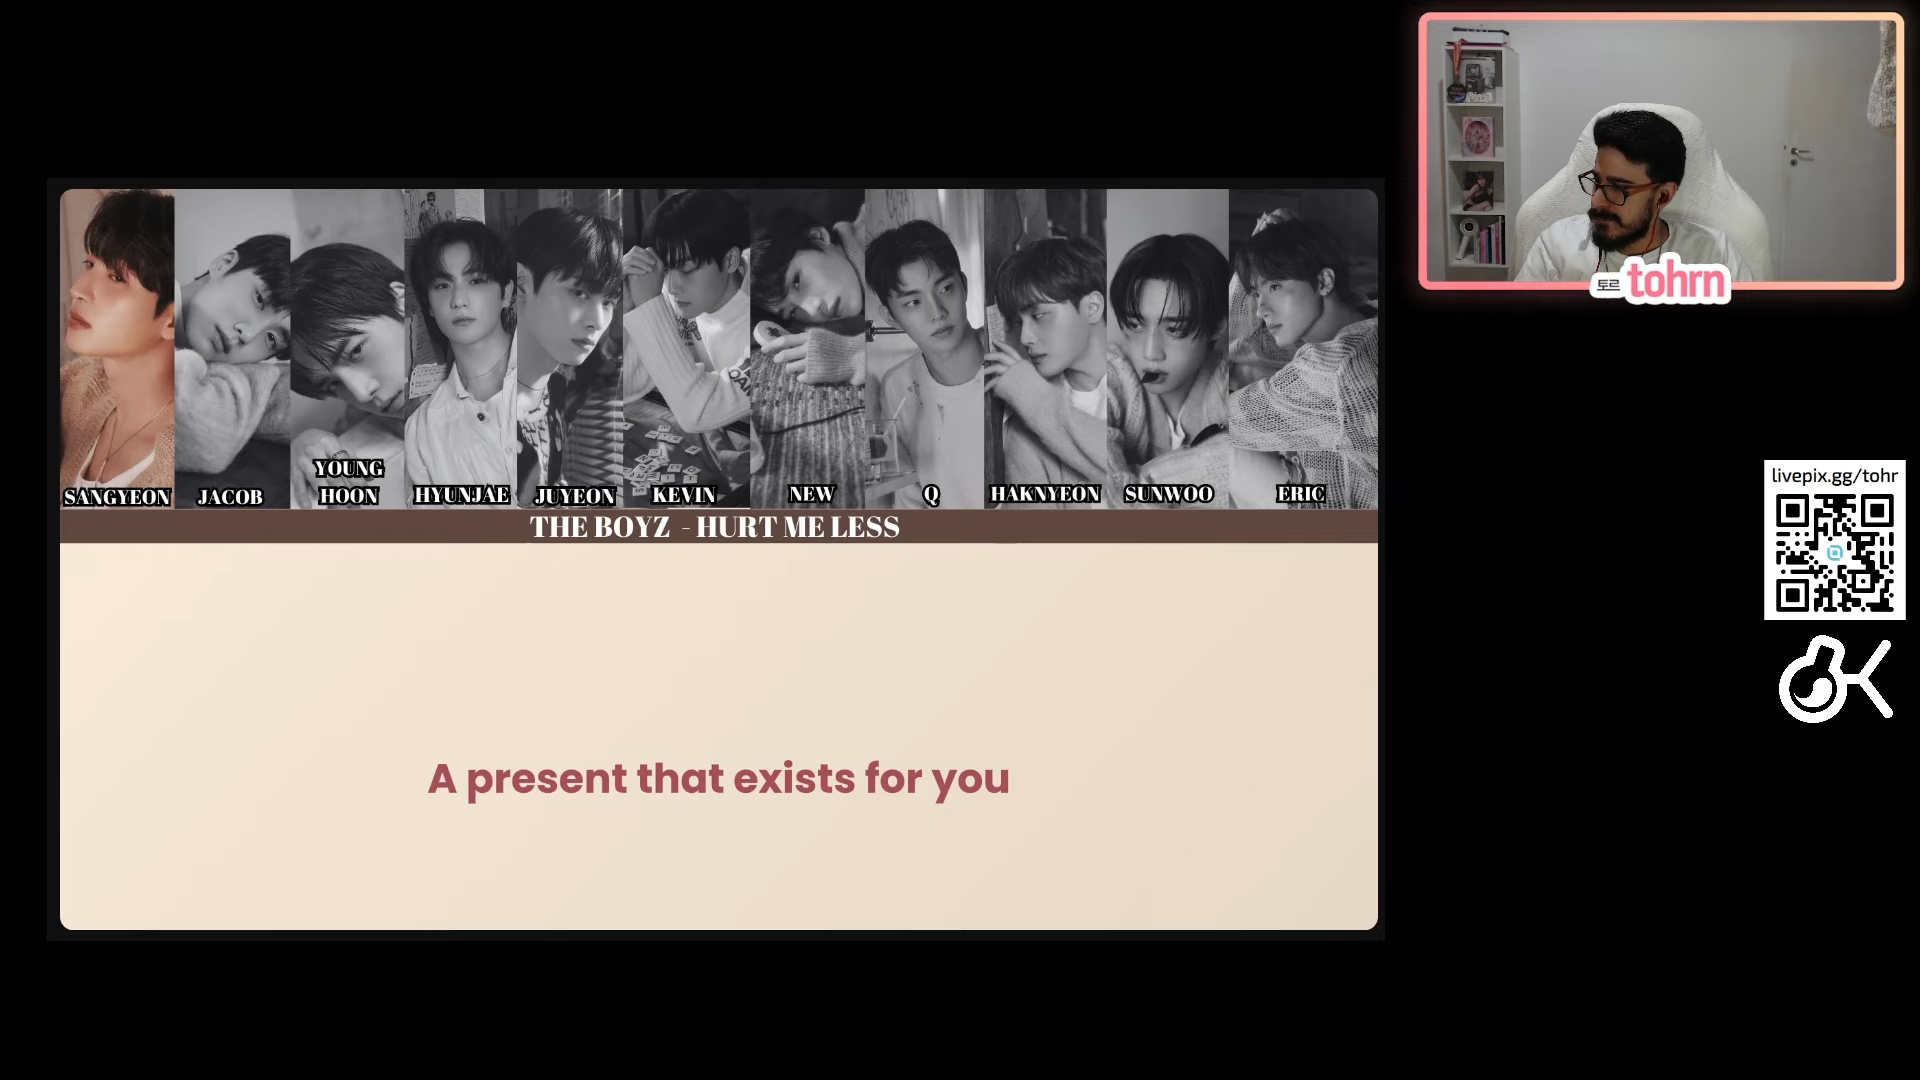 SANGYEON
JACOB
YOUNG
HOON
HYUNJAE
JUYEON
KEVIN
NEW
Q
HAKNYEON
SUNWOO
ERIC
THE BOYZ - HURT ME LESS
A present that exists for you
토르 tohrn
livepix.gg/tohr